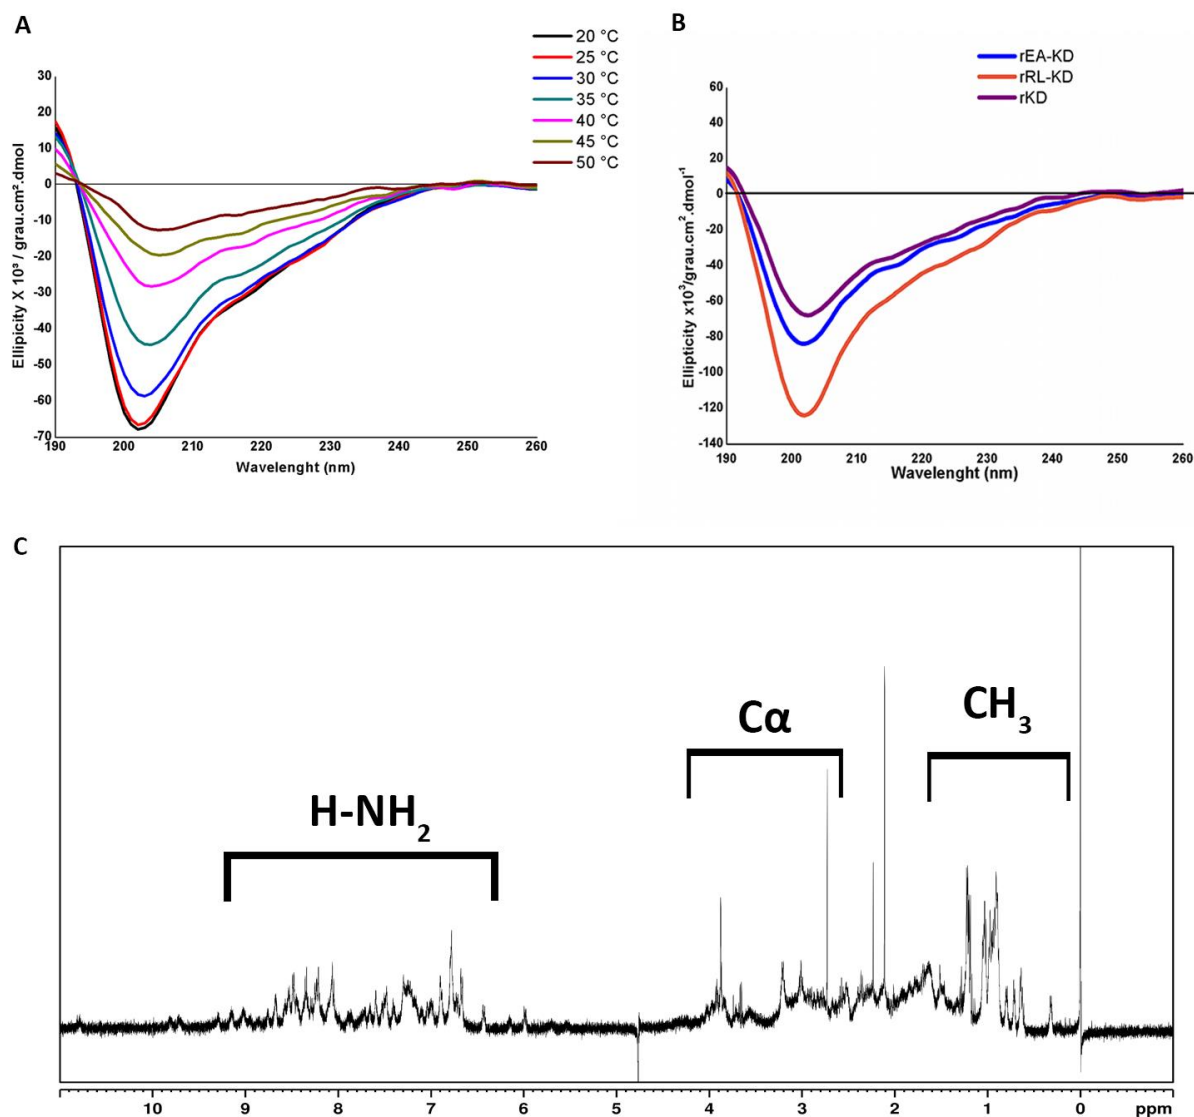 A
20 °C
25 °C
30 °C
35 °C
40 °C
45 °C
50 °C
30
20
10
0
-10
-20
-30
-40
-50
-60
-70
Ellipicity X 10³ / grau.cm².dmol
190 200 210 220 230 240 250 260
Wavelenght (nm)
B
rEA-KD
rRL-KD
rKD
60
40
20
0
-20
-40
-60
-80
-100
-120
-140
Ellipticity x10³/grau.cm².dmol⁻¹
190 200 210 220 230 240 250 260
Wavelenght (nm)
C
H-NH₂
Cα
CH₃
10 9 8 7 6 5 4 3 2 1 0 ppm